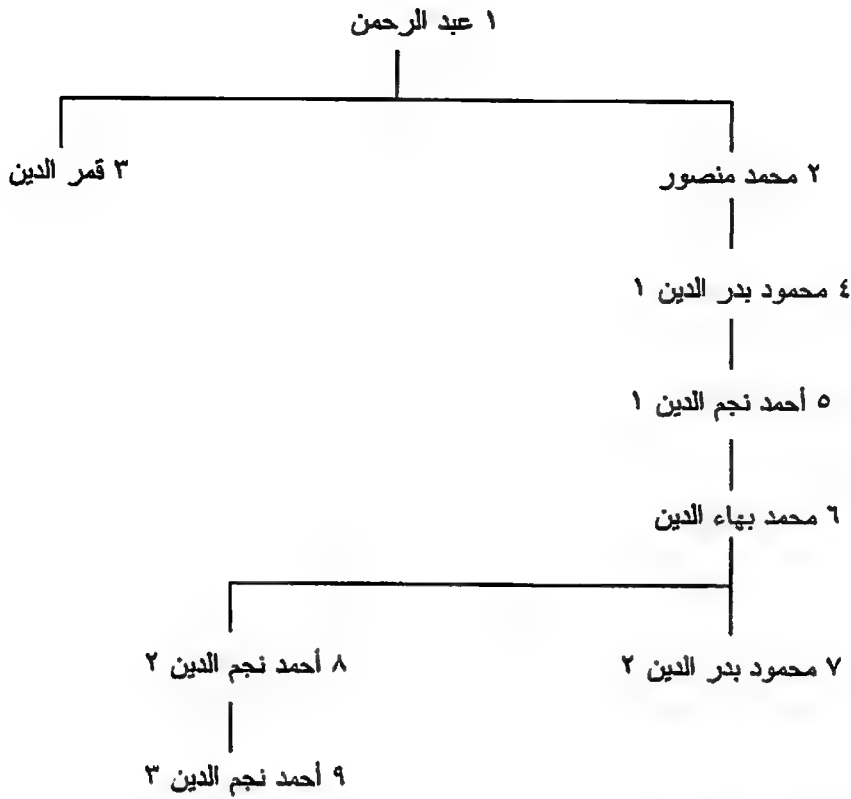 ١ عبد الرحمن
٢ محمد منصور
٣ قمر الدين
٤ محمود بدر الدين ١
٥ أحمد نجم الدين ١
٦ محمد بهاء الدين
٧ محمود بدر الدين ٢
٨ أحمد نجم الدين ٢
٩ أحمد نجم الدين ٣